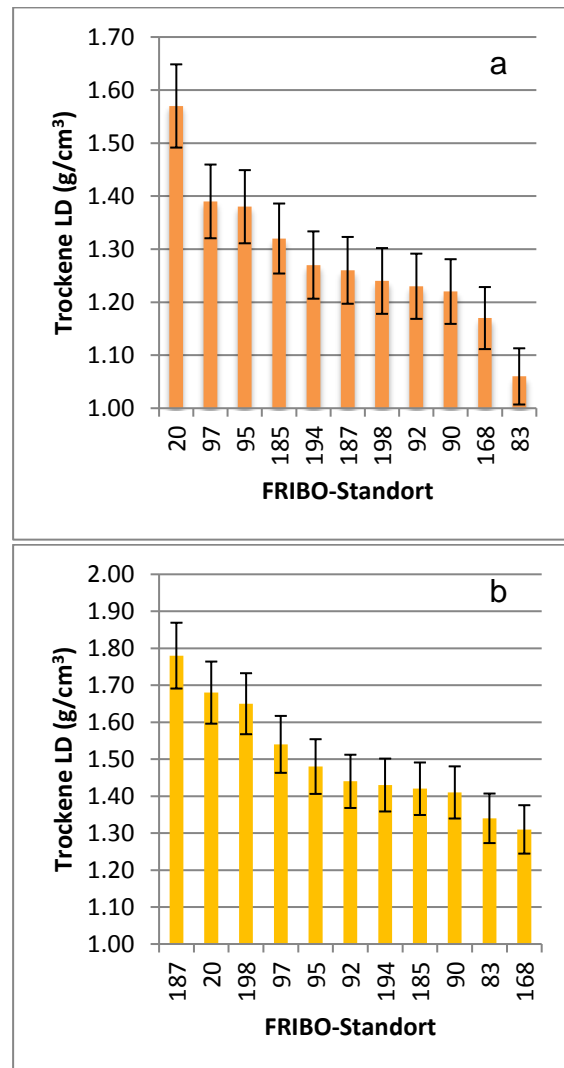 a
Trockene LD (g/cm³)
1.70
1.60
1.50
1.40
1.30
1.20
1.10
1.00
20 97 95 185 194 187 198 92 90 168 83
FRIBO-Standort
b
Trockene LD (g/cm³)
2.00
1.90
1.80
1.70
1.60
1.50
1.40
1.30
1.20
1.10
1.00
187 20 198 97 95 92 194 185 90 83 168
FRIBO-Standort